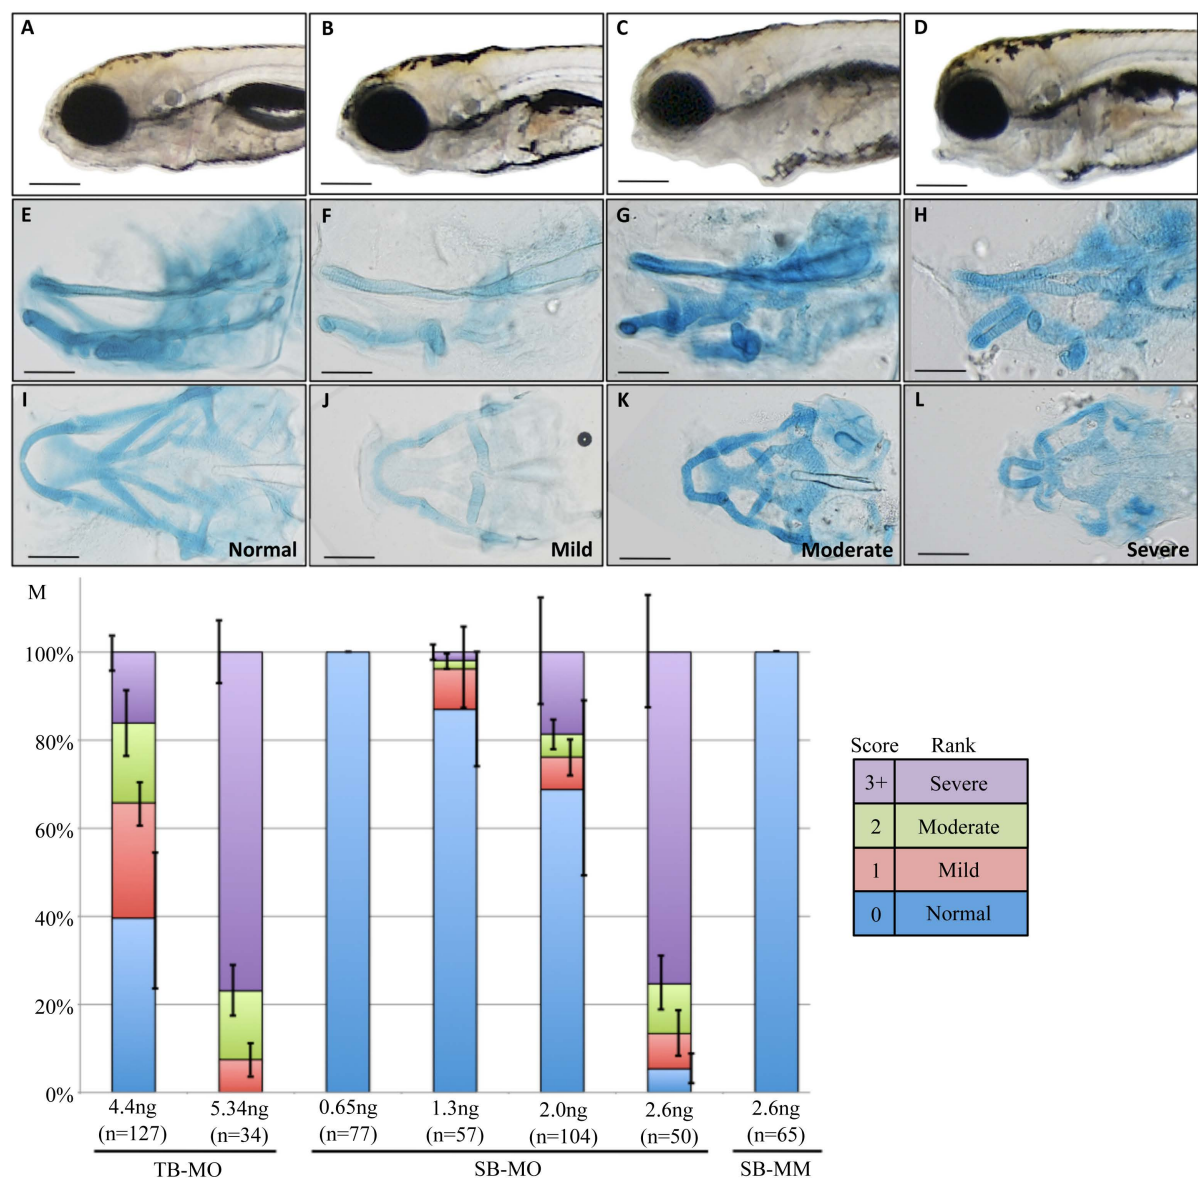 A
B
C
D
E
F
G
H
I
J
K
L
Normal
Mild
Moderate
Severe
M
100%
80%
60%
40%
20%
0%
4.4ng
(n=127)
5.34ng
(n=34)
0.65ng
(n=77)
1.3ng
(n=57)
2.0ng
(n=104)
2.6ng
(n=50)
2.6ng
(n=65)
TB-MO
SB-MO
SB-MM
Score Rank
3+ Severe
2 Moderate
1 Mild
0 Normal